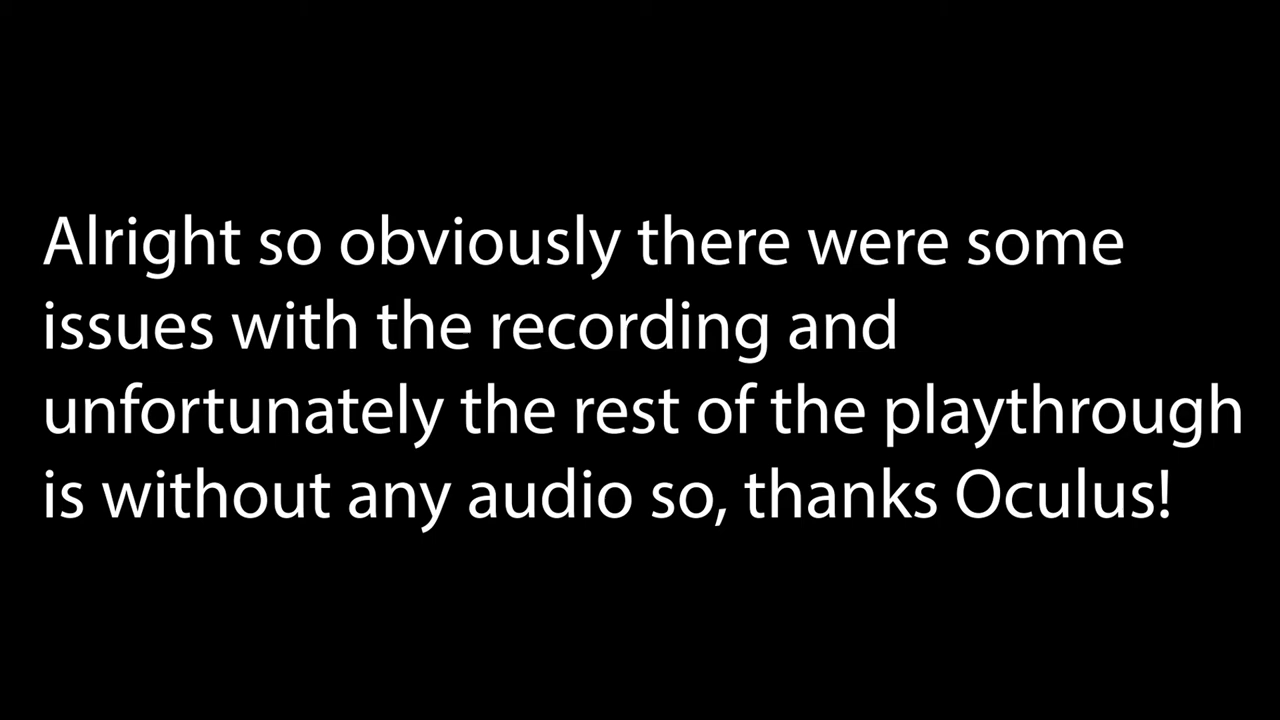 Alright so obviously there were some
issues with the recording and
unfortunately the rest of the playthrough
is without any audio so, thanks Oculus!